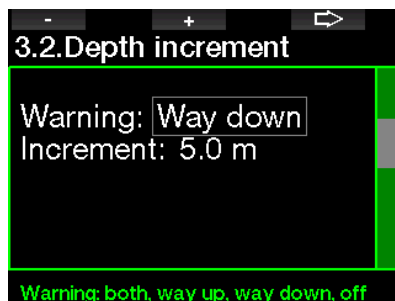 - +
3.2.Depth increment
Warning: Way down
Increment: 5.0 m
Warning: both, way up, way down, off